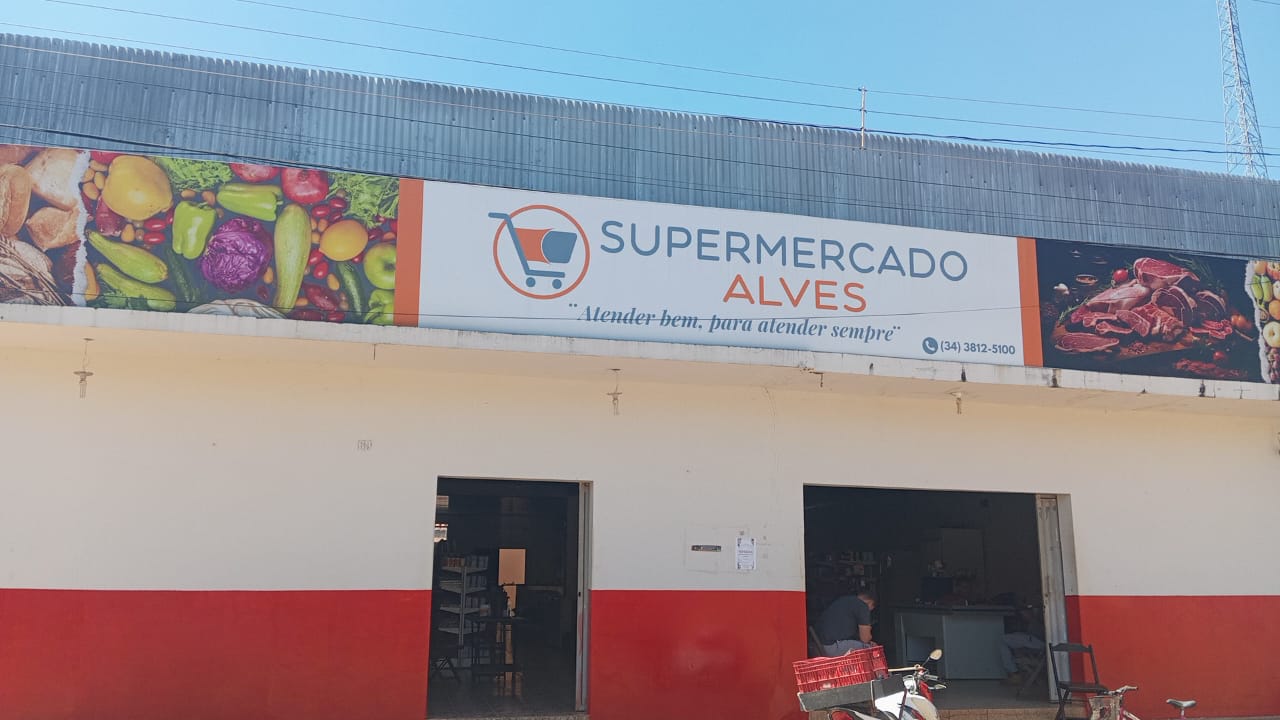 SUPERMERCADO
ALVES
¨Atender bem, para atender sempre¨
(34) 3812-5100